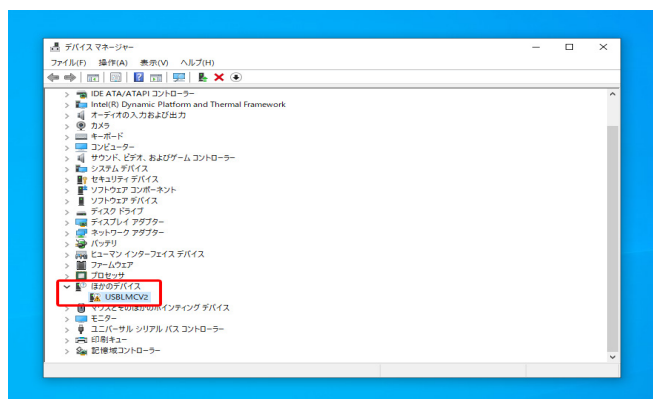 デバイス マネージャー
ファイル(F) 操作(A) 表示(V) ヘルプ(H)
IDE ATA/ATAPI コントローラー
Intel(R) Dynamic Platform and Thermal Framework
オーディオの入力および出力
カメラ
キーボード
コンピューター
サウンド、ビデオ、およびゲーム コントローラー
システム デバイス
セキュリティ デバイス
ソフトウェア コンポーネント
ソフトウェア デバイス
ディスク ドライブ
ディスプレイ アダプター
ネットワーク アダプター
バッテリ
ヒューマン インターフェイス デバイス
ファームウェア
プロセッサ
ほかのデバイス
USBLMCV2
マウスとそのほかのポインティング デバイス
モニター
ユニバーサル シリアル バス コントローラー
印刷キュー
記憶域コントローラー